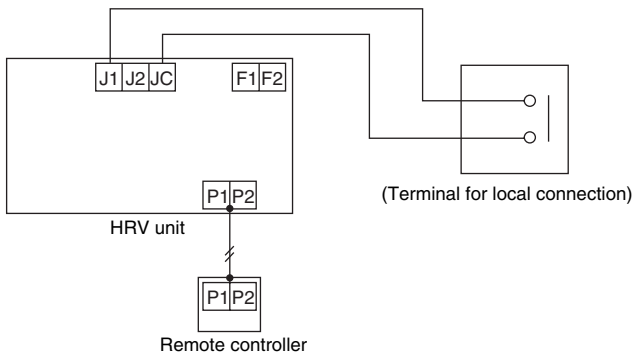 J1 J2 JC
F1 F2
(Terminal for local connection)
P1 P2
HRV unit
P1 P2
Remote controller